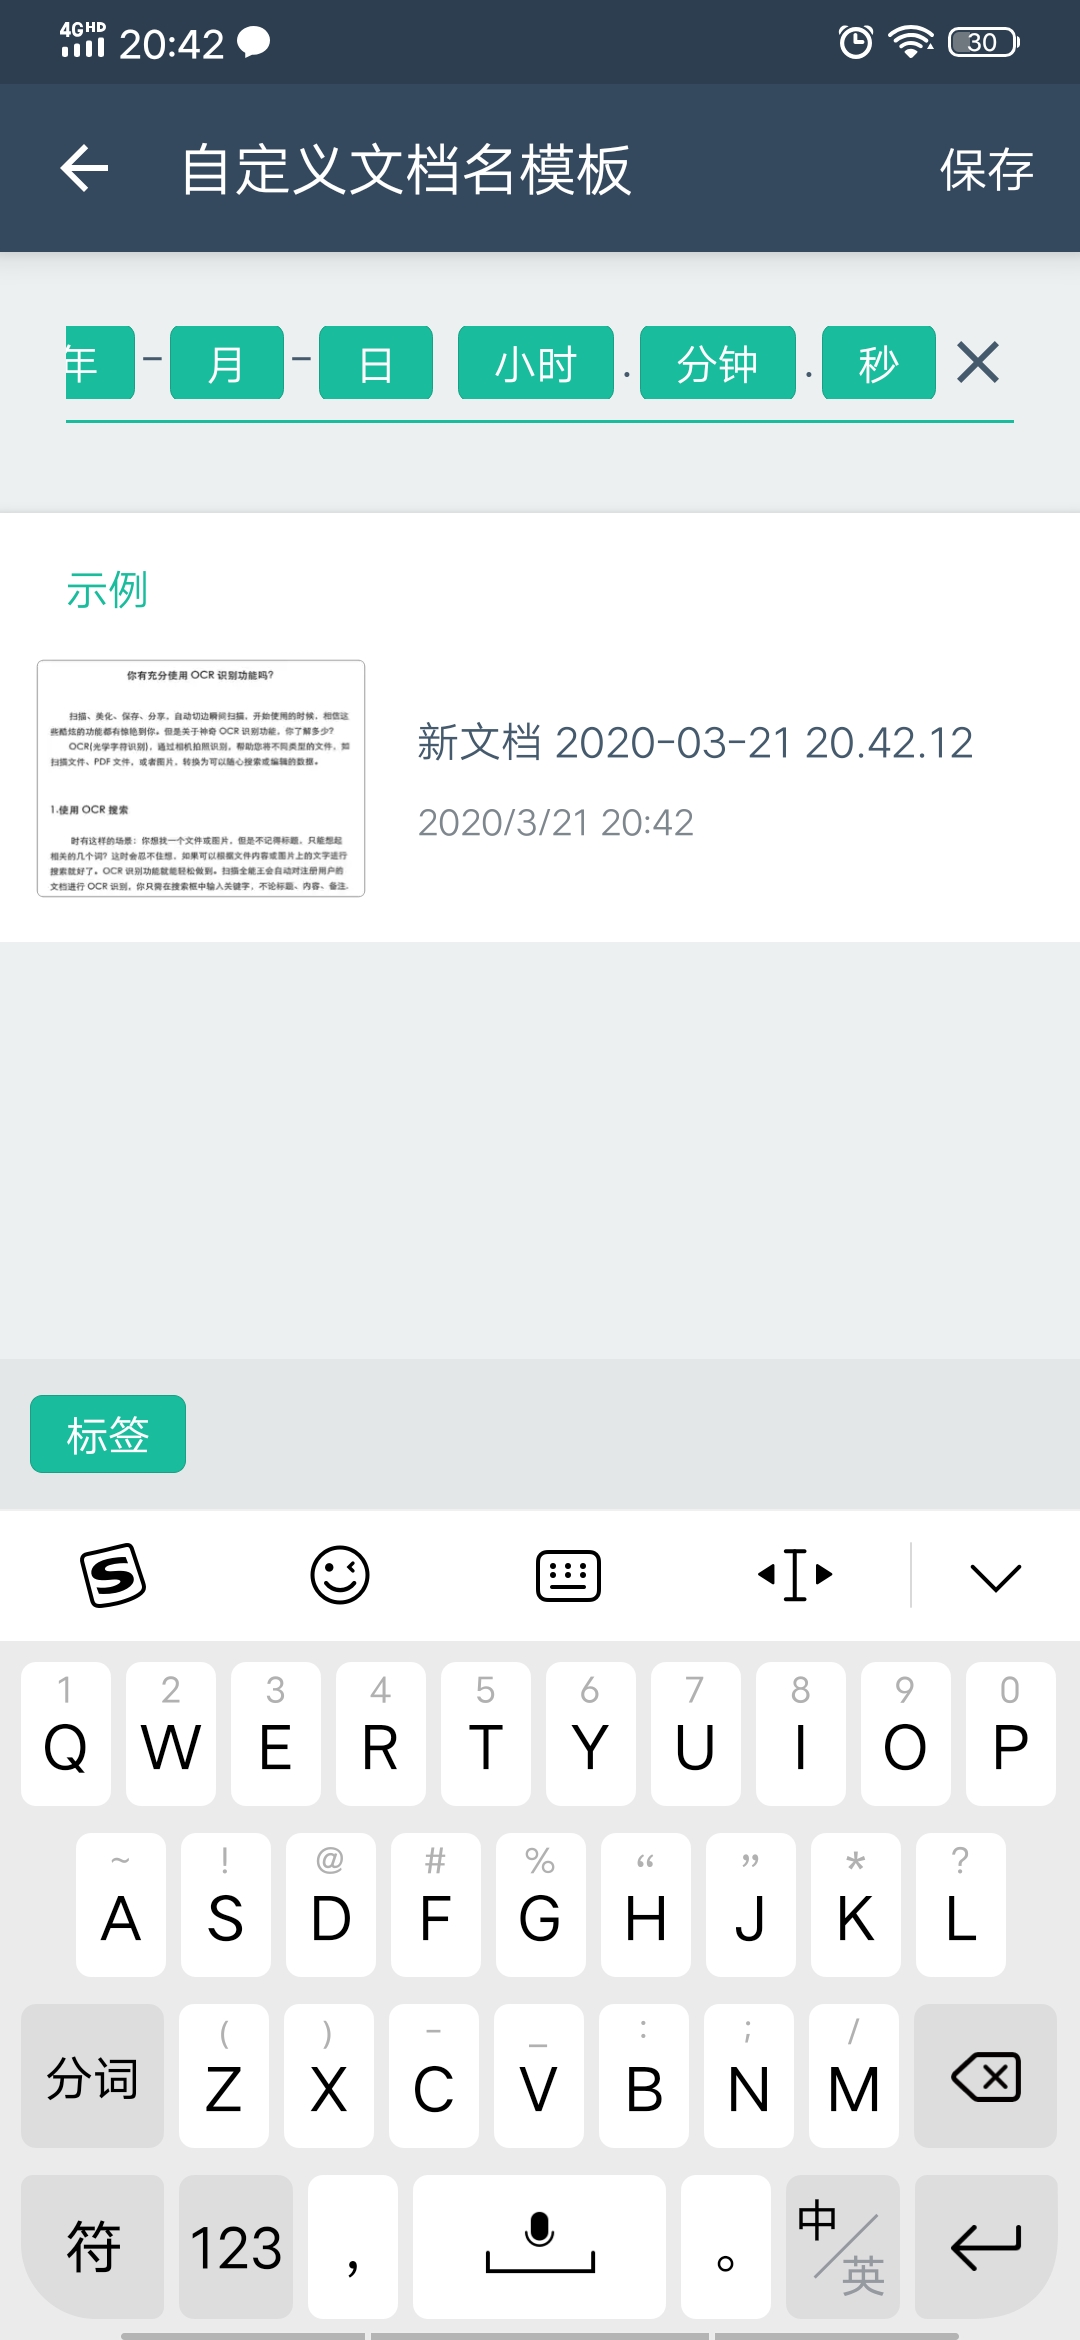 4GHD 20:42 30
自定义文档名模板 保存
年 - 月 - 日 小时 . 分钟 . 秒
示例
你有充分使用 OCR 识别功能吗?
扫描、美化、保存、分享,自动切边瞬间扫描,开始使用的时候,相信这
些酷炫的功能都有惊艳到你。但是关于神奇 OCR 识别功能,你了解多少?
OCR(光学字符识别),通过相机拍照识别,帮助您将不同类型的文件,如
扫描文件、PDF 文件,或者图片,转换为可以随心搜索或编辑的数据。
1.使用 OCR 搜索
时有这样的场景:你想找一个文件或图片,但是不记得标题,只能想起
相关的几个词?这时会忍不住想,如果可以根据文件内容或图片上的文字进行
搜索就好了。OCR 识别功能就能轻松做到。扫描全能王会自动对注册用户的
文档进行 OCR 识别,你只需在搜索框中输入关键字,不论标题、内容、备注、
新文档 2020-03-21 20.42.12
2020/3/21 20:42
标签
S
1 2 3 4 5 6 7 8 9 0
Q W E R T Y U I O P
~ ! @ # % “ ” * ?
A S D F G H J K L
( ) - _ : ; /
分词 Z X C V B N M
符 123 , 。 中/英